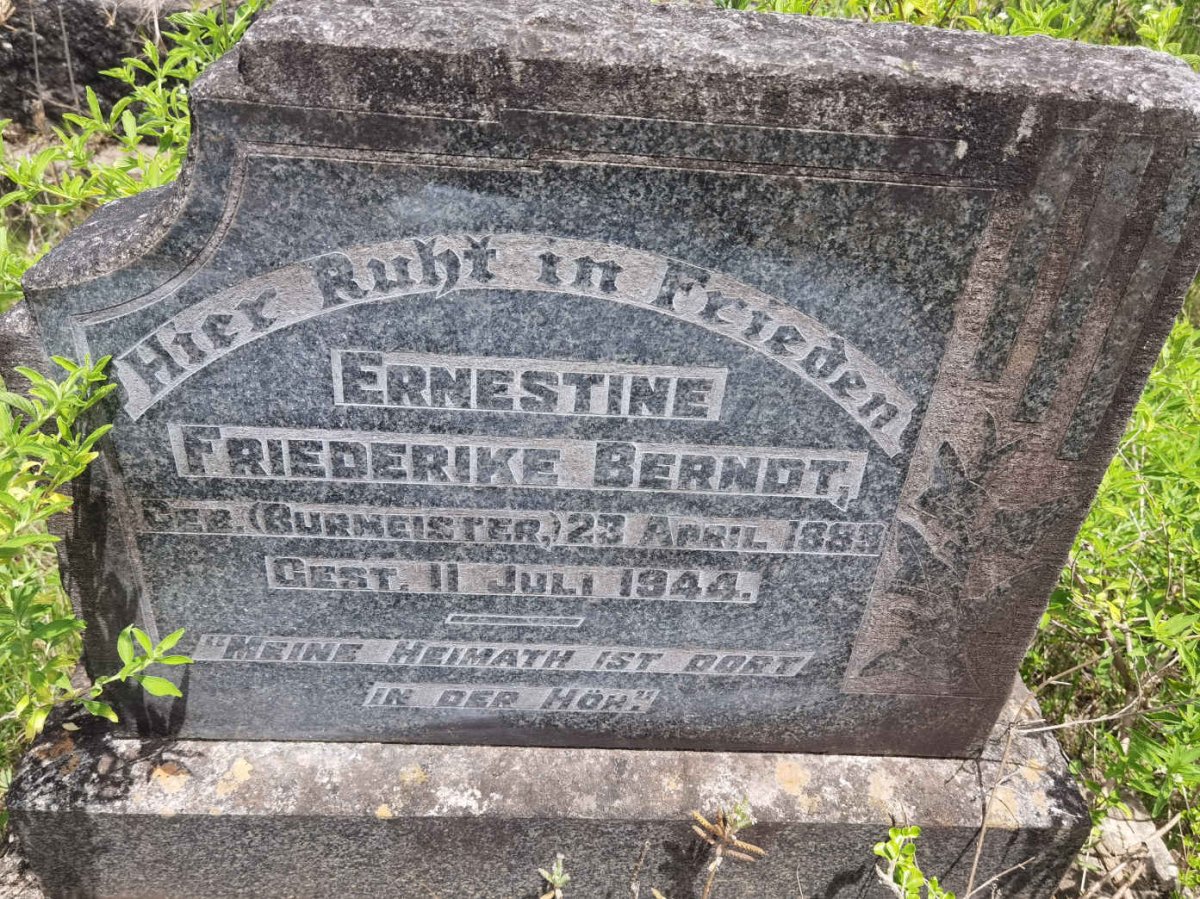 Hier Ruht in Frieden
ERNESTINE
FRIEDERIKE BERNDT,
GEB. (BURMEISTER,) 23 APRIL 1889
GEST. 11 JULI 1944.
"MEINE HEIMATH IST DORT
IN DER HÖH."